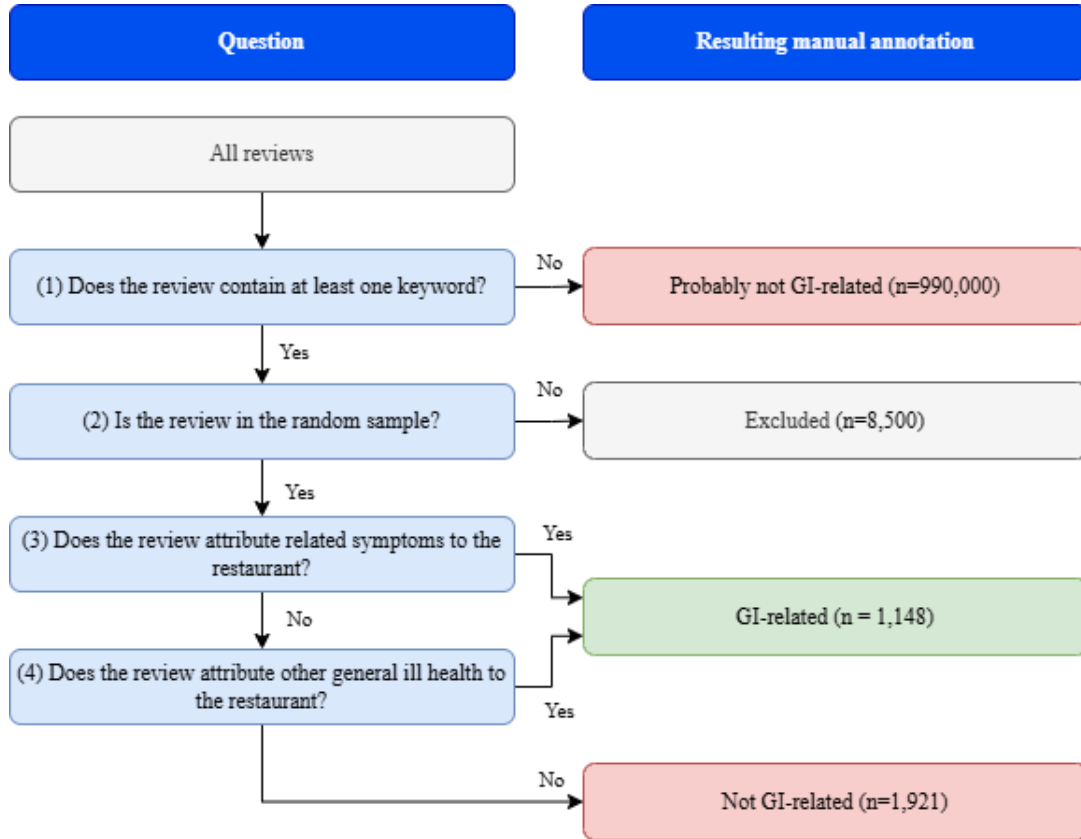 Question
Resulting manual annotation
All reviews
(1) Does the review contain at least one keyword?
No
Probably not GI-related (n=990,000)
Yes
(2) Is the review in the random sample?
No
Excluded (n=8,500)
Yes
(3) Does the review attribute related symptoms to the
restaurant?
Yes
GI-related (n = 1,148)
No
(4) Does the review attribute other general ill health to
the restaurant?
Yes
No
Not GI-related (n=1,921)